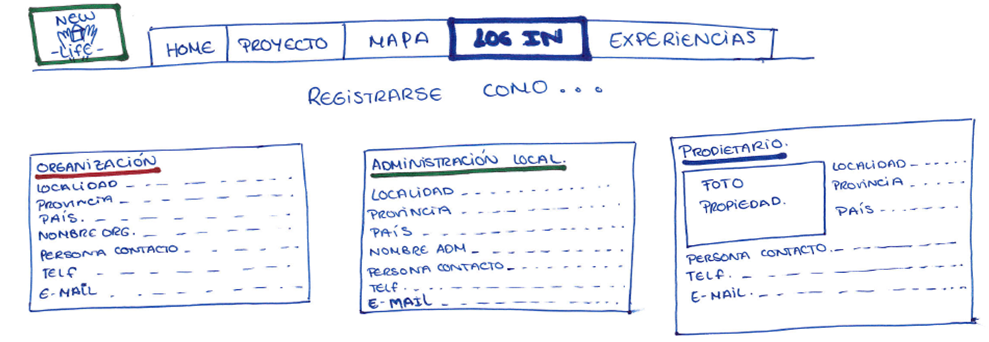 NEW
-LIFE-
HOME PROYECTO MAPA LOG IN EXPERIENCIAS
REGISTRARSE COMO...
ORGANIZACIÓN
LOCALIDAD
PROVINCIA
PAÍS.
NOMBRE ORG.
PERSONA CONTACTO
TELF
E-MAIL
ADMINISTRACIÓN LOCAL.
LOCALIDAD
PROVINCIA
PAÍS
NOMBRE ADM
PERSONA CONTACTO
TELF.
E-MAIL
PROPIETARIO.
FOTO
PROPIEDAD.
LOCALIDAD
PROVINCIA
PAÍS
PERSONA CONTACTO.
TELF.
E-MAIL.